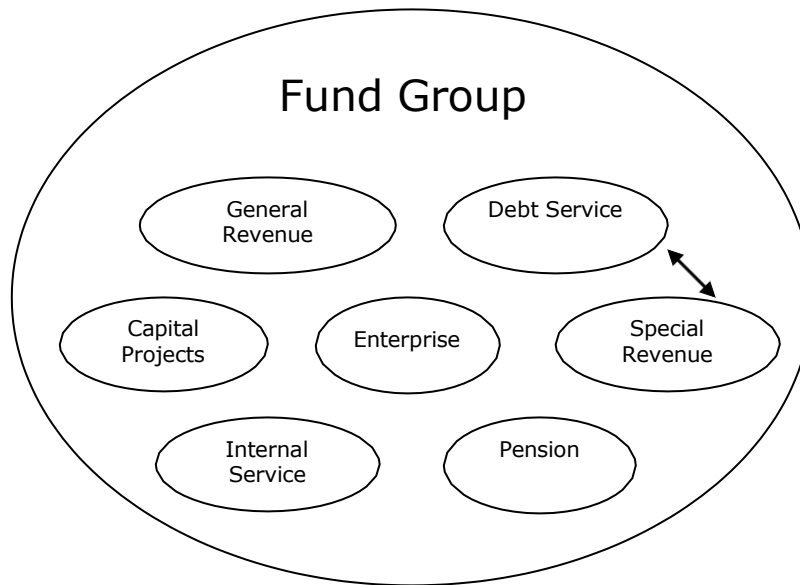 Fund Group
General
Revenue
Debt Service
Capital
Projects
Enterprise
Special
Revenue
Internal
Service
Pension